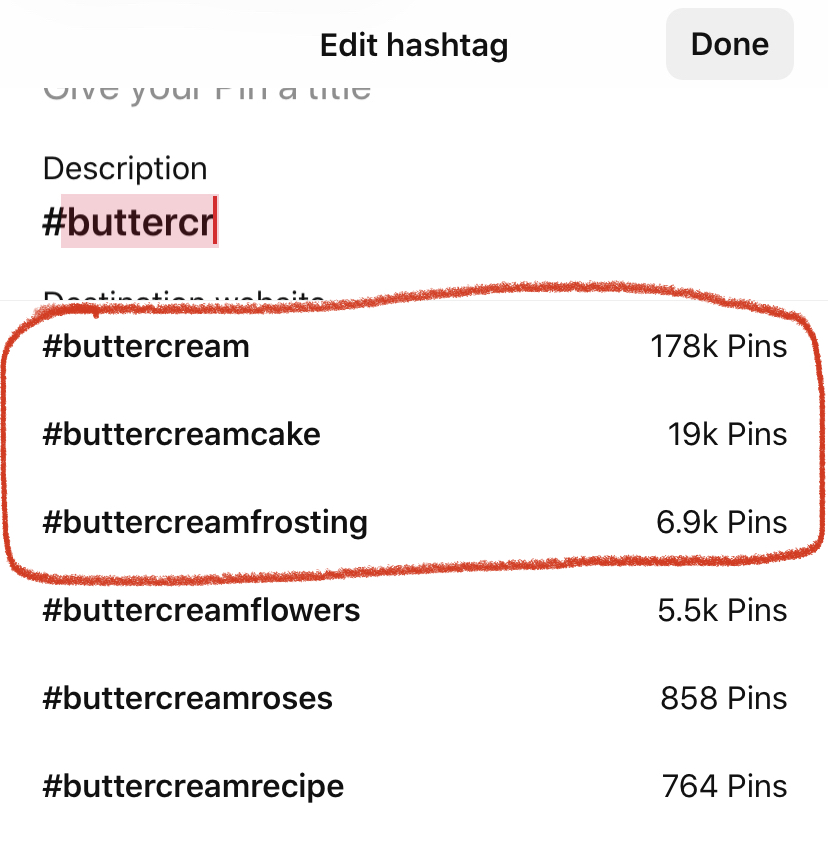 Edit hashtag
Done
Give your Pin a title
Description
#buttercr
Destination website
#buttercream
178k Pins
#buttercreamcake
19k Pins
#buttercreamfrosting
6.9k Pins
#buttercreamflowers
5.5k Pins
#buttercreamroses
858 Pins
#buttercreamrecipe
764 Pins